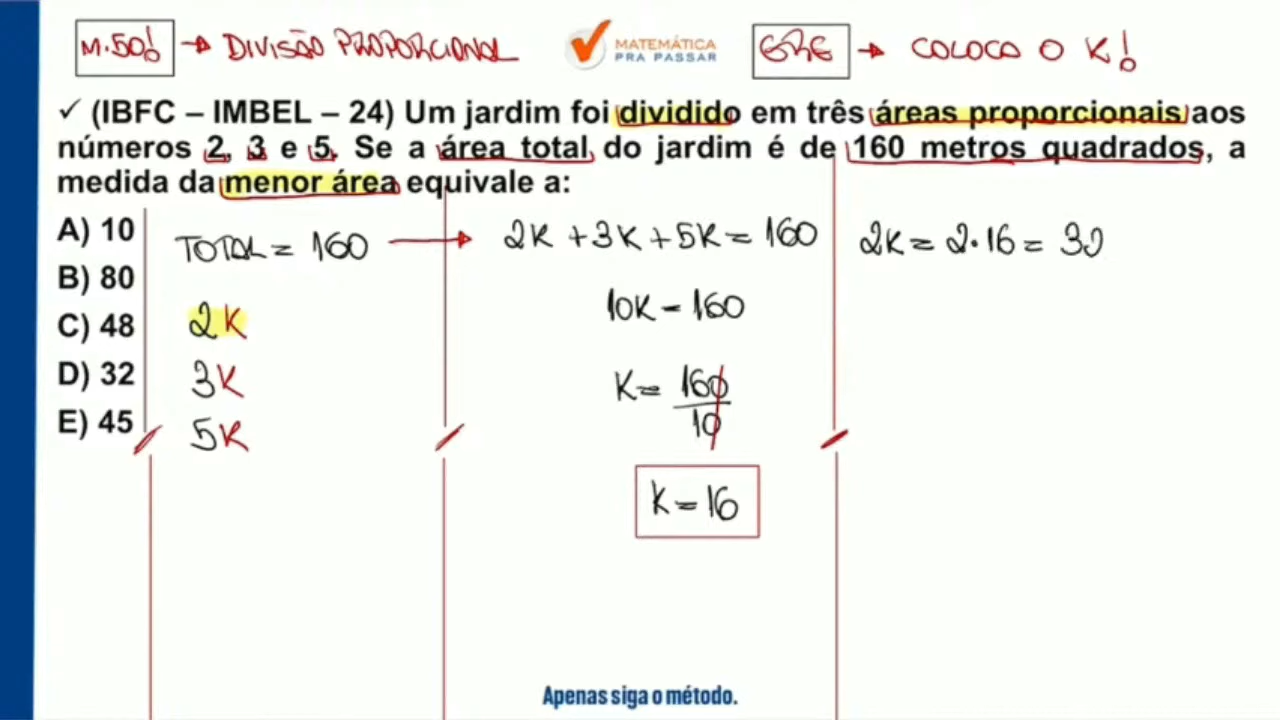 M.50! → DIVISÃO PROPORCIONAL
MATEMÁTICA
PRA PASSAR
→ COLOCO O K!
✓ (IBFC – IMBEL – 24) Um jardim foi dividido em três áreas proporcionais aos
números 2, 3 e 5. Se a área total do jardim é de 160 metros quadrados, a
medida da menor área equivale a:
A) 10
B) 80
C) 48
D) 32
E) 45
TOTAL = 160
2K
3K
5K
2K + 3K + 5K = 160
10K = 160
K = 160
10
K = 16
2K = 2·16 = 32
Apenas siga o método.